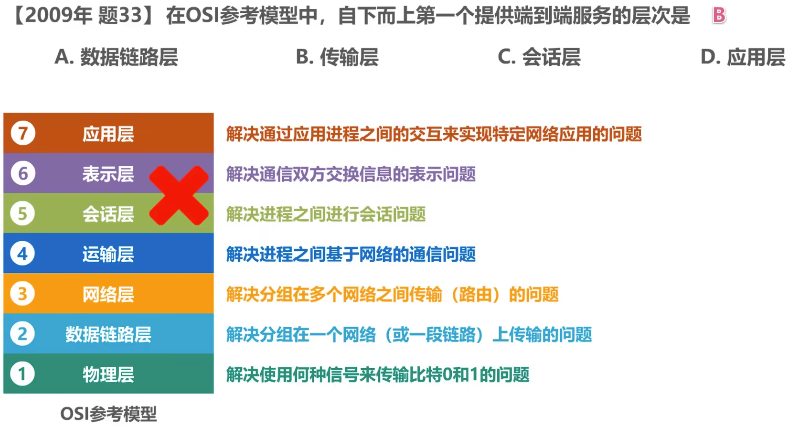 【2009年 题33】 在OSI参考模型中，自下而上第一个提供端到端服务的层次是 B
A. 数据链路层 B. 传输层 C. 会话层 D. 应用层
7 应用层 解决通过应用进程之间的交互来实现特定网络应用的问题
6 表示层 解决通信双方交换信息的表示问题
5 会话层 解决进程之间进行会话问题
4 运输层 解决进程之间基于网络的通信问题
3 网络层 解决分组在多个网络之间传输（路由）的问题
2 数据链路层 解决分组在一个网络（或一段链路）上传输的问题
1 物理层 解决使用何种信号来传输比特0和1的问题
OSI参考模型